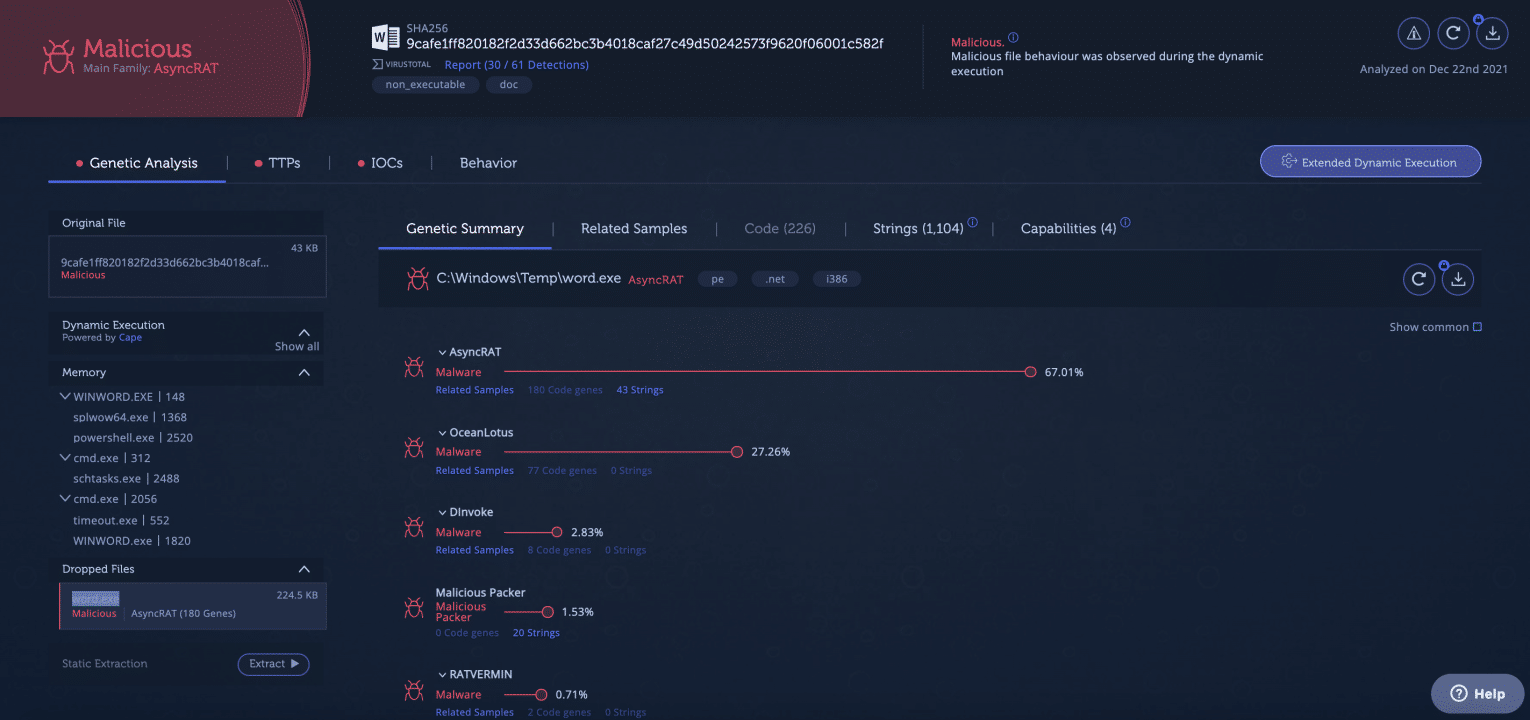 Malicious
Main Family: AsyncRAT
SHA256
9cafe1ff820182f2d33d662bc3b4018caf27c49d50242573f9620f06001c582f
VIRUSTOTAL Report (30 / 61 Detections)
non_executable doc
Malicious.
Malicious file behaviour was observed during the dynamic
execution
Analyzed on Dec 22nd 2021
Genetic Analysis | TTPs | IOCs | Behavior
Extended Dynamic Execution
Original File
43 KB
9cafe1ff820182f2d33d662bc3b4018caf...
Malicious
Dynamic Execution
Powered by Cape
Show all
Memory
WINWORD.EXE | 148
splwow64.exe | 1368
powershell.exe | 2520
cmd.exe | 312
schtasks.exe | 2488
cmd.exe | 2056
timeout.exe | 552
WINWORD.exe | 1820
Dropped Files
word.exe 224.5 KB
Malicious AsyncRAT (180 Genes)
Static Extraction Extract
Genetic Summary | Related Samples | Code (226) | Strings (1,104) | Capabilities (4)
C:\Windows\Temp\word.exe AsyncRAT pe .net i386
Show common
AsyncRAT
Malware 67.01%
Related Samples 180 Code genes 43 Strings
OceanLotus
Malware 27.26%
Related Samples 77 Code genes 0 Strings
DInvoke
Malware 2.83%
Related Samples 8 Code genes 0 Strings
Malicious Packer
Malicious
Packer 1.53%
0 Code genes 20 Strings
RATVERMIN
Malware 0.71%
Related Samples 2 Code genes 0 Strings
Help